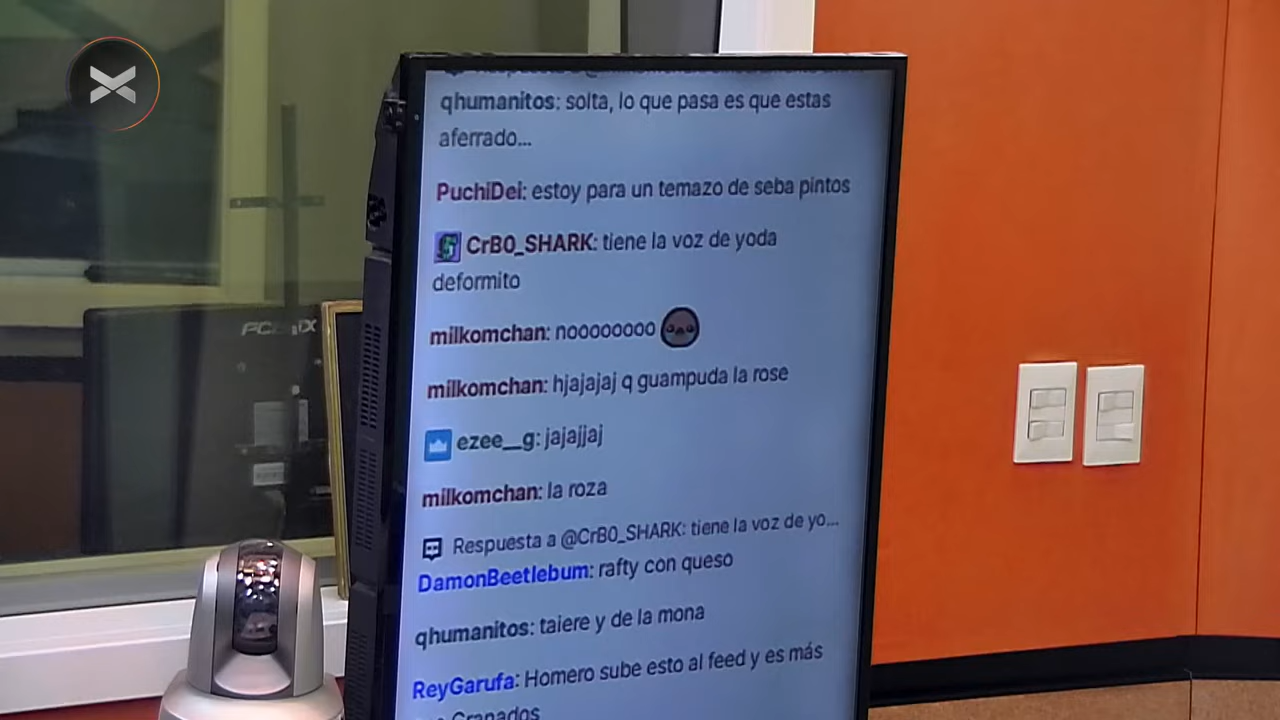 qhumanitos: solta, lo que pasa es que estas
aferrado...
PuchiDei: estoy para un temazo de seba pintos
CrB0_SHARK: tiene la voz de yoda
deformito
milkomchan: noooooooo
milkomchan: hjajajaj q guampuda la rose
ezee__g: jajajjaj
milkomchan: la roza
Respuesta a @CrB0_SHARK: tiene la voz de yo...
DamonBeetlebum: rafty con queso
qhumanitos: taiere y de la mona
ReyGarufa: Homero sube esto al feed y es más
Granados